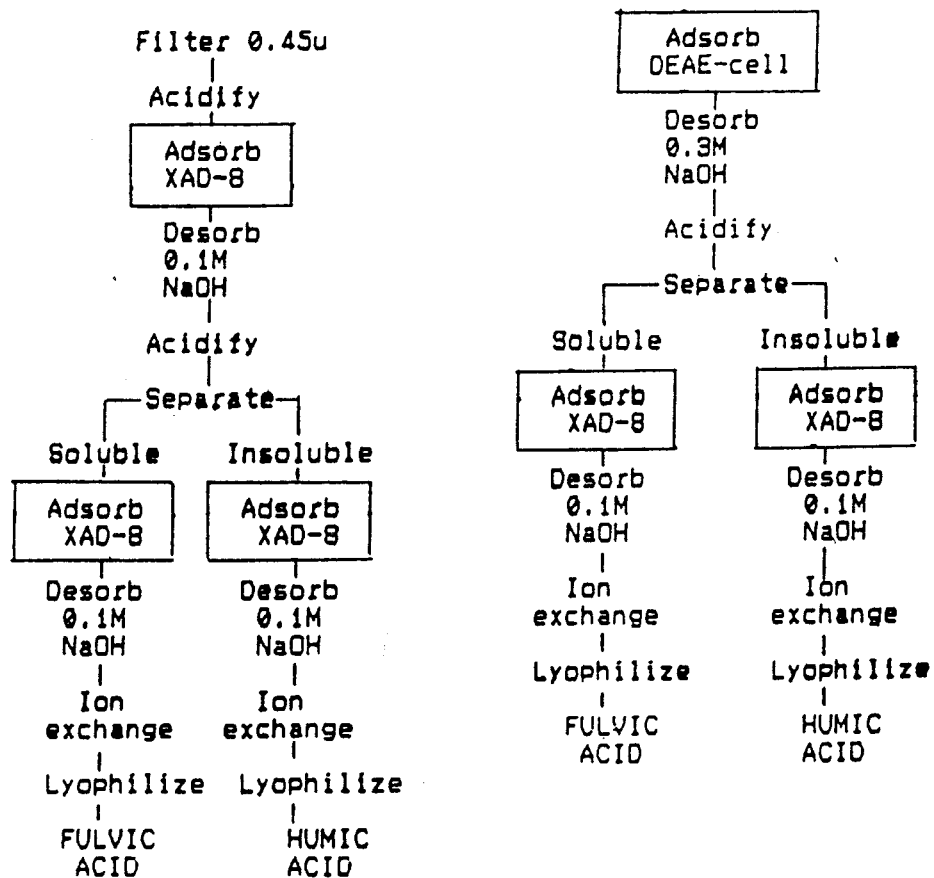 Filter 0.45u
Acidify
Adsorb
XAD-8
Desorb
0.1M
NaOH
Acidify
Separate
Soluble
Adsorb
XAD-8
Desorb
0.1M
NaOH
Ion
exchange
Lyophilize
FULVIC
ACID
Insoluble
Adsorb
XAD-8
Desorb
0.1M
NaOH
Ion
exchange
Lyophilize
HUMIC
ACID
Adsorb
DEAE-cell
Desorb
0.3M
NaOH
Acidify
Separate
Soluble
Adsorb
XAD-8
Desorb
0.1M
NaOH
Ion
exchange
Lyophilize
FULVIC
ACID
Insoluble
Adsorb
XAD-8
Desorb
0.1M
NaOH
Ion
exchange
Lyophilize
HUMIC
ACID